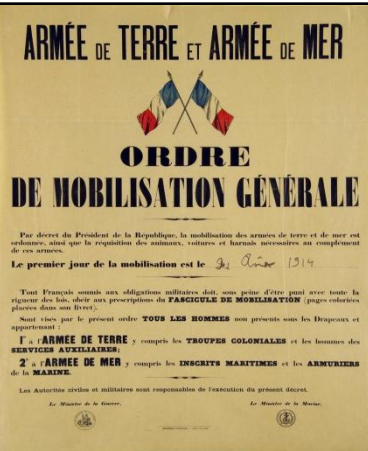 ARMÉE DE TERRE ET ARMÉE DE MER
ORDRE
DE MOBILISATION GÉNÉRALE
Par décret du Président de la République, la mobilisation des armées de terre et de mer est
ordonnée, ainsi que la réquisition des animaux, voitures et harnais nécessaires au complément
de ces armées.
Le premier jour de la mobilisation est le 1914
Tout Français soumis aux obligations militaires doit, sous peine d'être puni avec toute la
rigueur des lois, obéir aux prescriptions du FASCICULE DE MOBILISATION (pages coloriées
placées dans son livret).
Sont visés par le présent ordre TOUS LES HOMMES non présents sous les Drapeaux et
appartenant :
1° à l'ARMÉE DE TERRE y compris les TROUPES COLONIALES et les hommes des
SERVICES AUXILIAIRES;
2° à l'ARMÉE DE MER y compris les INSCRITS MARITIMES et les ARMURIERS
de la MARINE.
Les Autorités civiles et militaires sont responsables de l'exécution du présent décret.
Le Ministre de la Guerre, Le Ministre de la Marine,